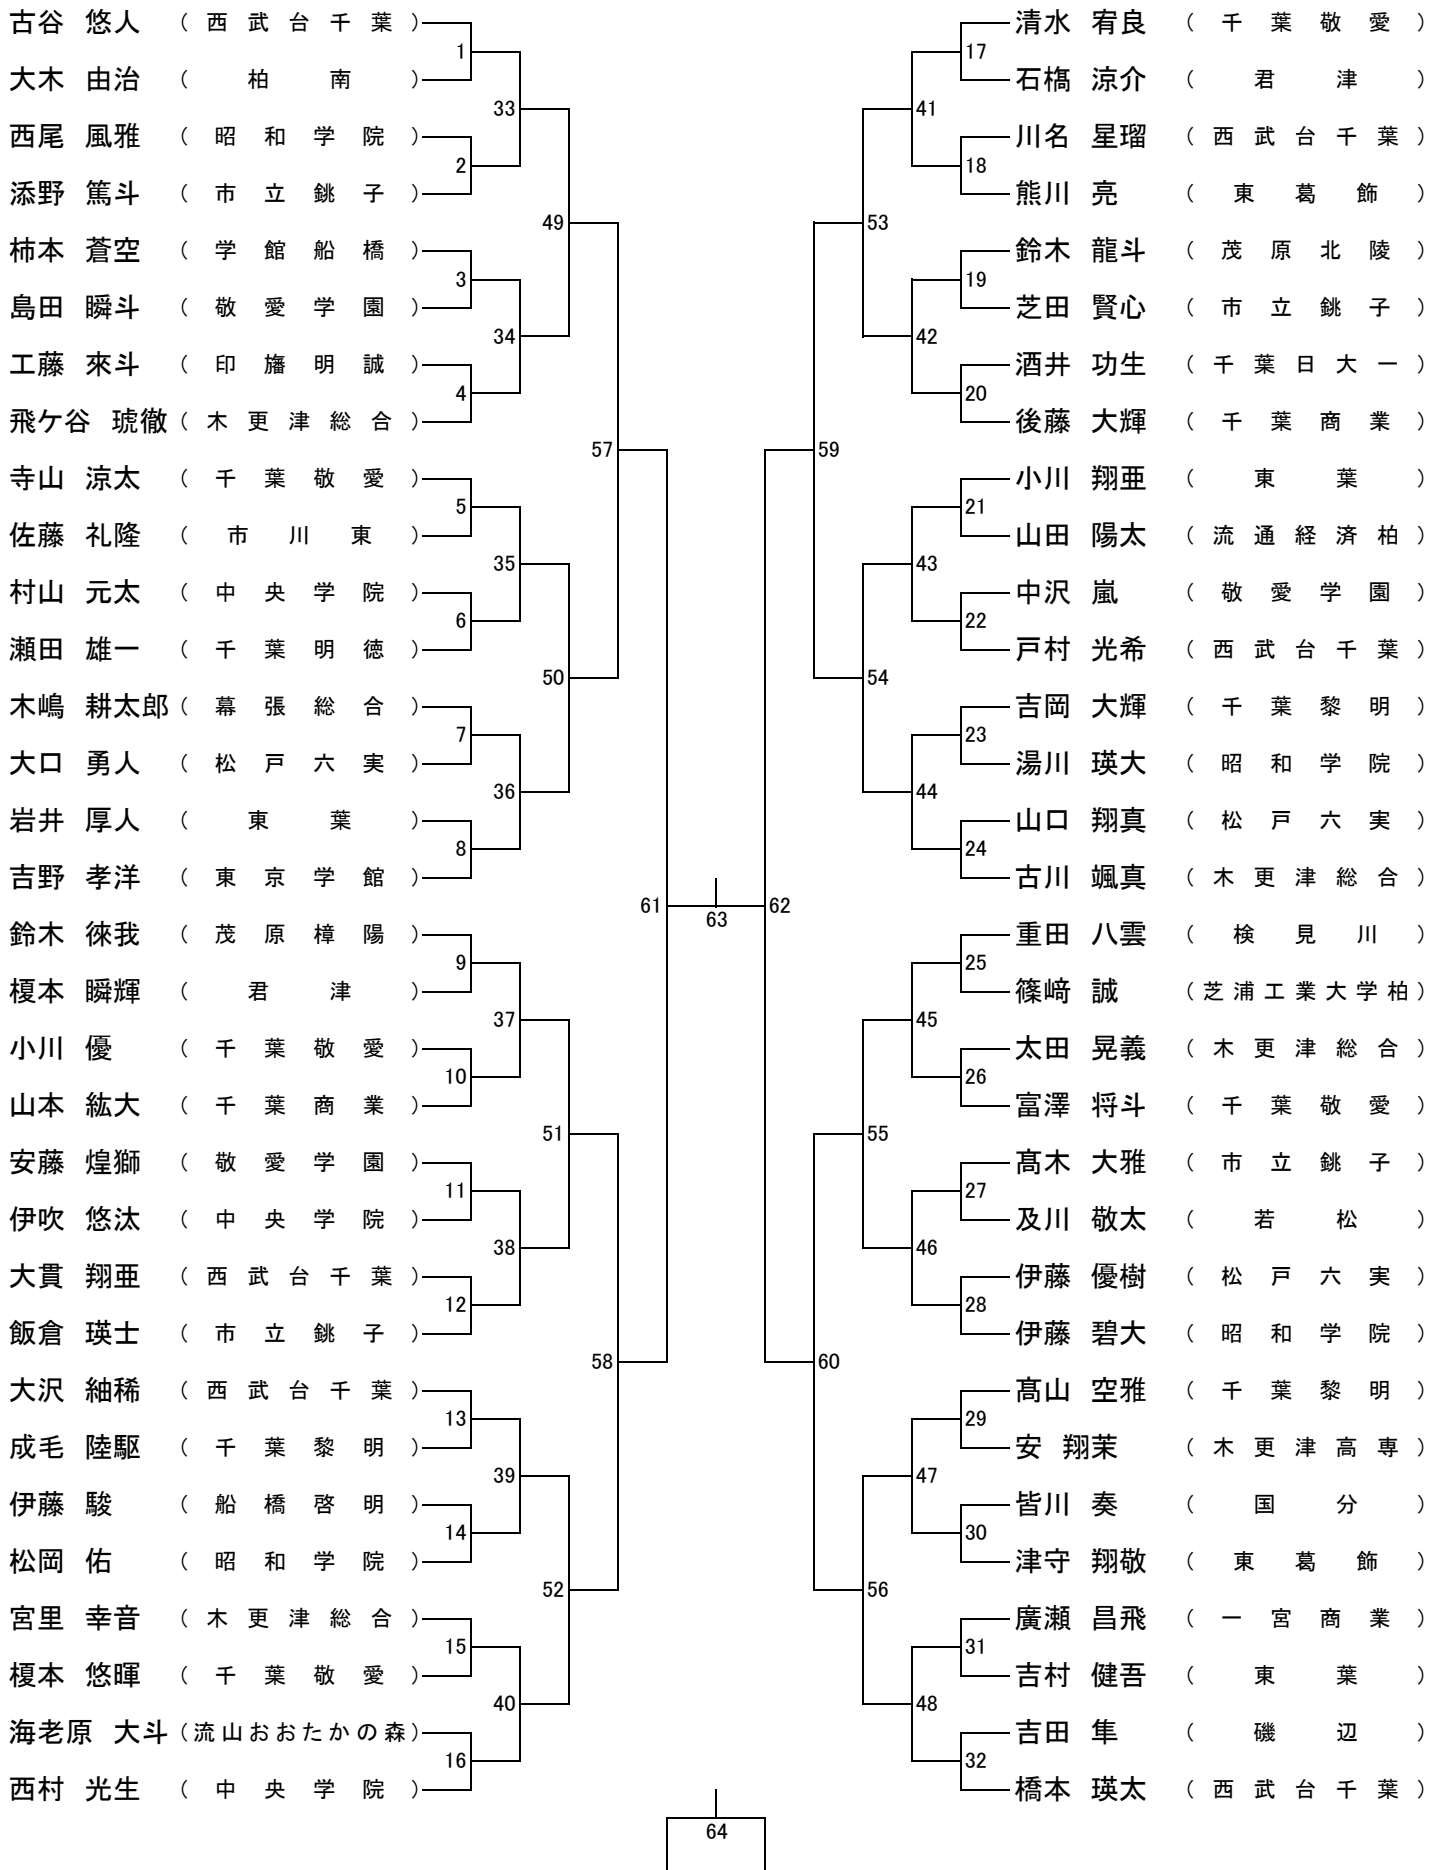 古谷 悠人 （西武台千葉）
1
大木 由治 （柏南）
33
西尾 風雅 （昭和学院）
2
添野 篤斗 （市立銚子）
49
柿本 蒼空 （学館船橋）
3
島田 瞬斗 （敬愛学園）
34
工藤 來斗 （印旛明誠）
4
飛ケ谷 琥徹 （木更津総合）
57
寺山 涼太 （千葉敬愛）
5
佐藤 礼隆 （市川東）
35
村山 元太 （中央学院）
6
瀬田 雄一 （千葉明徳）
50
木嶋 耕太郎 （幕張総合）
7
大口 勇人 （松戸六実）
36
岩井 厚人 （東葉）
8
吉野 孝洋 （東京学館）
61
鈴木 徠我 （茂原樟陽）
9
榎本 瞬輝 （君津）
37
小川 優 （千葉敬愛）
10
山本 紘大 （千葉商業）
51
安藤 煌獅 （敬愛学園）
11
伊吹 悠汰 （中央学院）
38
大貫 翔亜 （西武台千葉）
12
飯倉 瑛士 （市立銚子）
58
大沢 紬稀 （西武台千葉）
13
成毛 陸駆 （千葉黎明）
39
伊藤 駿 （船橋啓明）
14
松岡 佑 （昭和学院）
52
宮里 幸音 （木更津総合）
15
榎本 悠暉 （千葉敬愛）
40
海老原 大斗 （流山おおたかの森）
16
西村 光生 （中央学院）
63
64
清水 宥良 （千葉敬愛）
17
石檋 涼介 （君津）
41
川名 星瑠 （西武台千葉）
18
熊川 亮 （東葛飾）
53
鈴木 龍斗 （茂原北陵）
19
芝田 賢心 （市立銚子）
42
酒井 功生 （千葉日大一）
20
後藤 大輝 （千葉商業）
59
小川 翔亜 （東葉）
21
山田 陽太 （流通経済柏）
43
中沢 嵐 （敬愛学園）
22
戸村 光希 （西武台千葉）
54
吉岡 大輝 （千葉黎明）
23
湯川 瑛大 （昭和学院）
44
山口 翔真 （松戸六実）
24
古川 颯真 （木更津総合）
62
重田 八雲 （検見川）
25
篠﨑 誠 （芝浦工業大学柏）
45
太田 晃義 （木更津総合）
26
富澤 将斗 （千葉敬愛）
55
髙木 大雅 （市立銚子）
27
及川 敬太 （若松）
46
伊藤 優樹 （松戸六実）
28
伊藤 碧大 （昭和学院）
60
髙山 空雅 （千葉黎明）
29
安 翔茉 （木更津高専）
47
皆川 奏 （国分）
30
津守 翔敬 （東葛飾）
56
廣瀬 昌飛 （一宮商業）
31
吉村 健吾 （東葉）
48
吉田 隼 （磯辺）
32
橋本 瑛太 （西武台千葉）